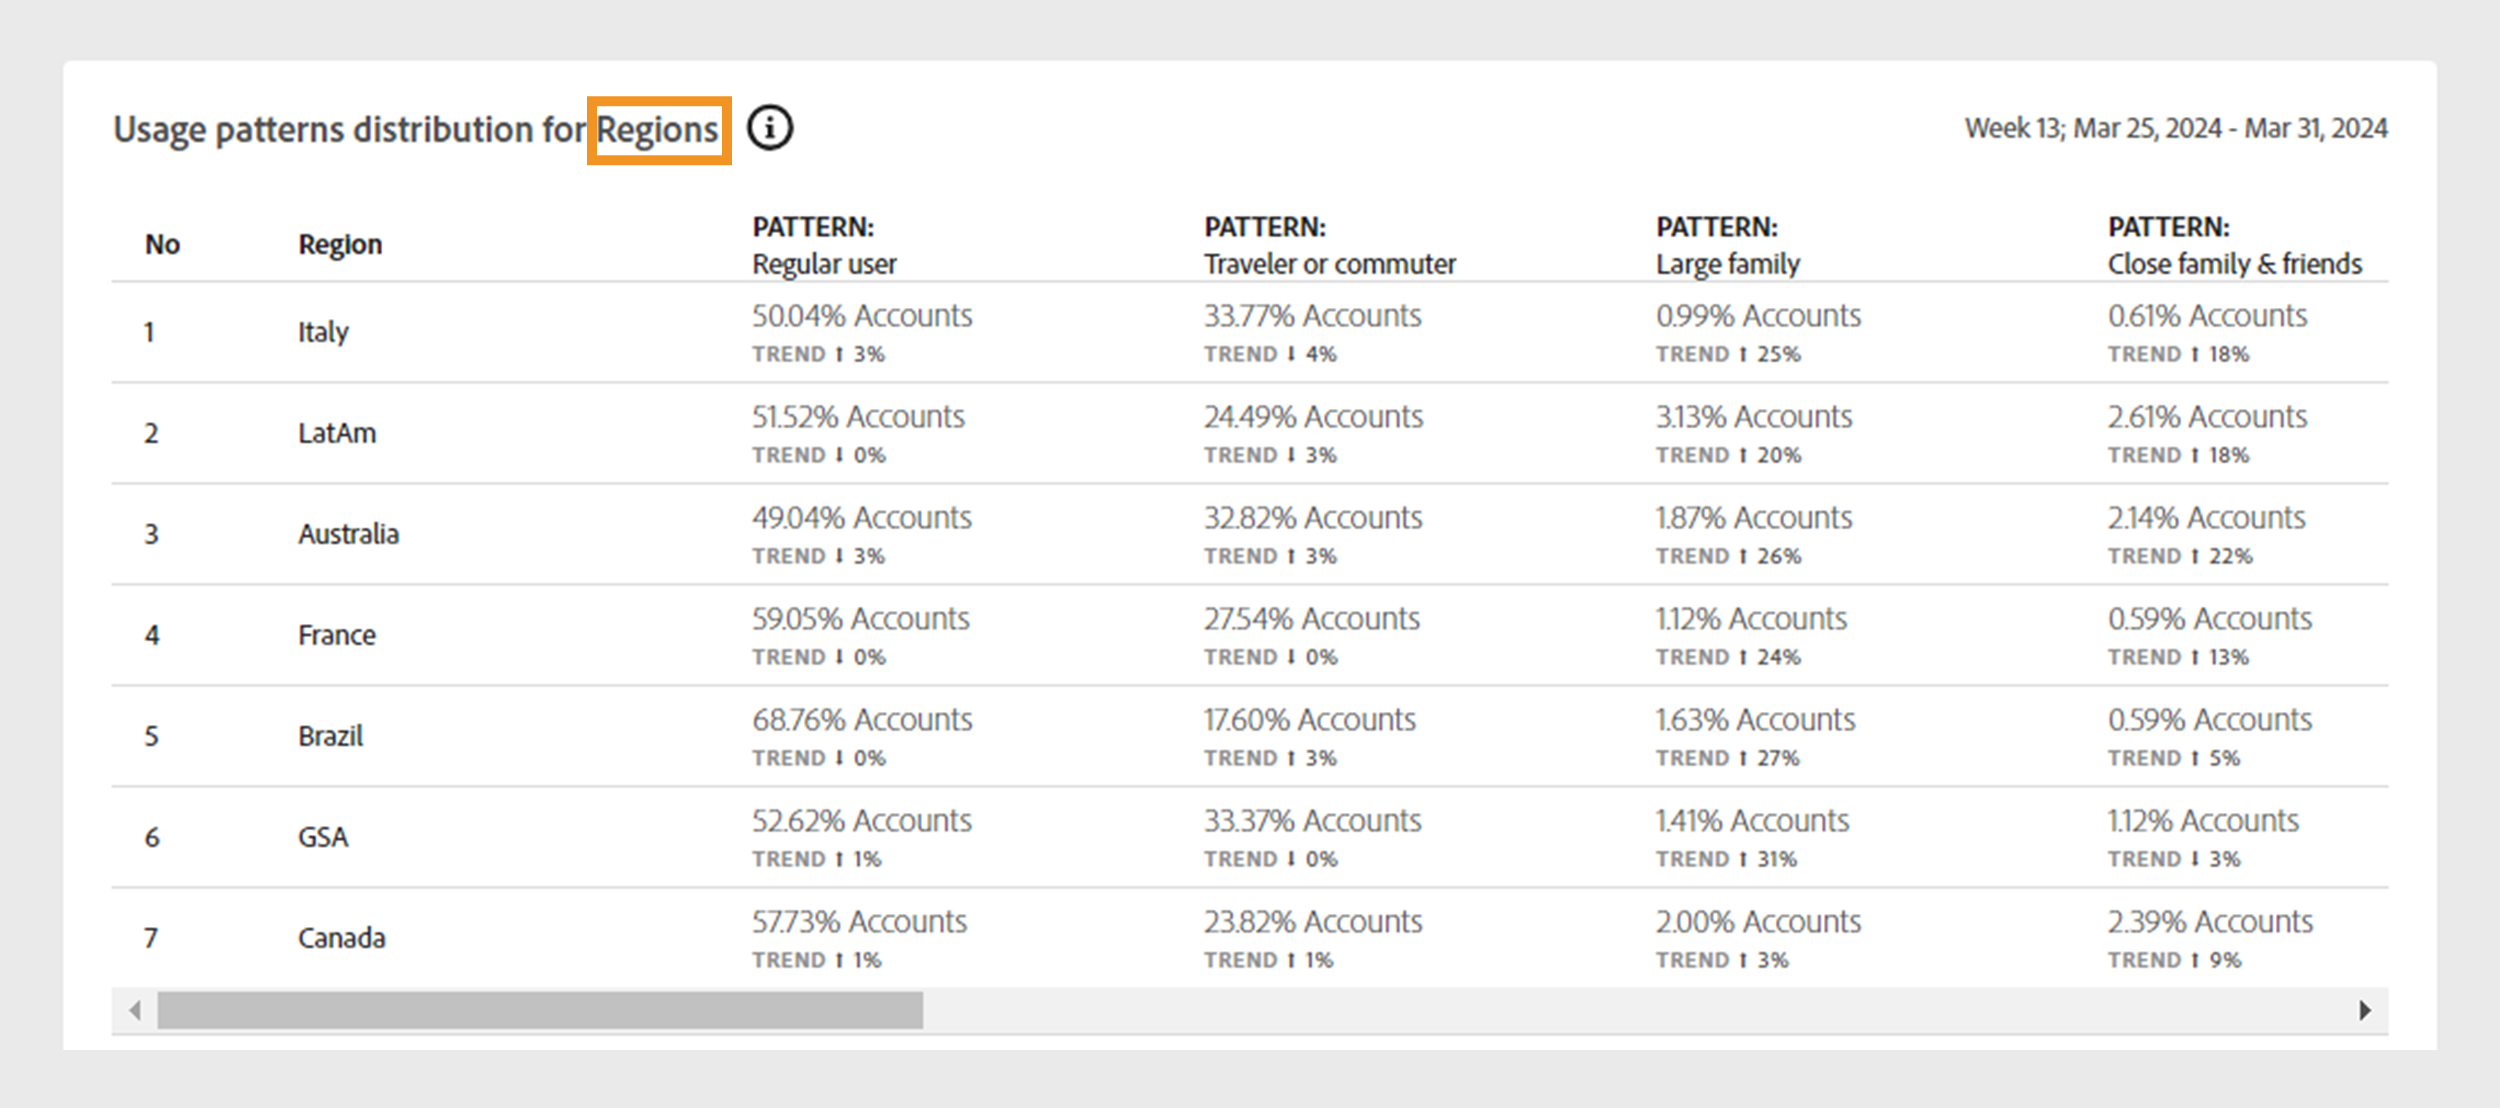 Usage patterns distribution for Regions
Week 13; Mar 25, 2024 - Mar 31, 2024
No Region PATTERN: Regular user PATTERN: Traveler or commuter PATTERN: Large family PATTERN: Close family & friends
1 Italy 50.04% Accounts 33.77% Accounts 0.99% Accounts 0.61% Accounts
TREND ↑ 3% TREND ↓ 4% TREND ↑ 25% TREND ↑ 18%
2 LatAm 51.52% Accounts 24.49% Accounts 3.13% Accounts 2.61% Accounts
TREND ↓ 0% TREND ↓ 3% TREND ↑ 20% TREND ↑ 18%
3 Australia 49.04% Accounts 32.82% Accounts 1.87% Accounts 2.14% Accounts
TREND ↓ 3% TREND ↑ 3% TREND ↑ 26% TREND ↑ 22%
4 France 59.05% Accounts 27.54% Accounts 1.12% Accounts 0.59% Accounts
TREND ↓ 0% TREND ↓ 0% TREND ↑ 24% TREND ↑ 13%
5 Brazil 68.76% Accounts 17.60% Accounts 1.63% Accounts 0.59% Accounts
TREND ↓ 0% TREND ↑ 3% TREND ↑ 27% TREND ↑ 5%
6 GSA 52.62% Accounts 33.37% Accounts 1.41% Accounts 1.12% Accounts
TREND ↑ 1% TREND ↓ 0% TREND ↑ 31% TREND ↓ 3%
7 Canada 57.73% Accounts 23.82% Accounts 2.00% Accounts 2.39% Accounts
TREND ↑ 1% TREND ↑ 1% TREND ↑ 3% TREND ↑ 9%